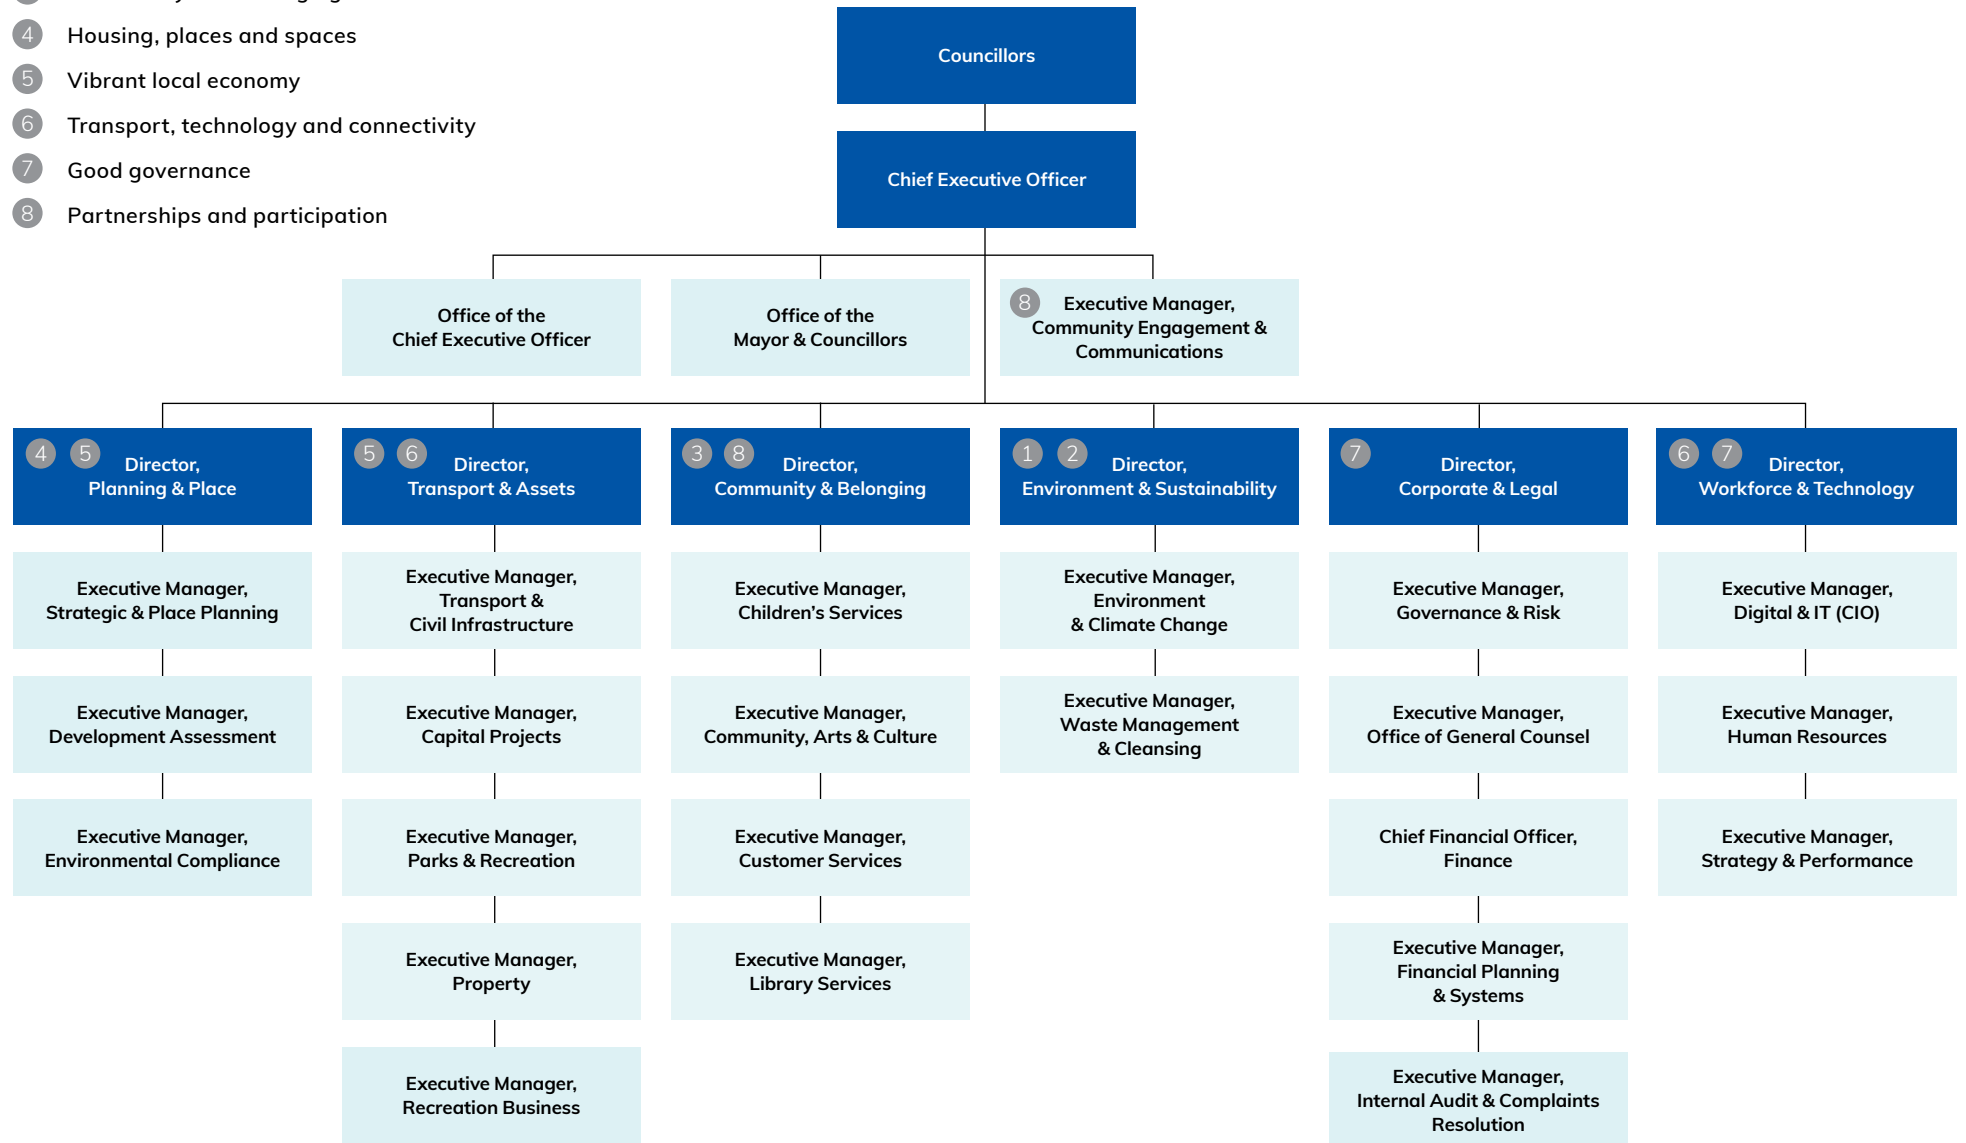 4 Housing, places and spaces
5 Vibrant local economy
6 Transport, technology and connectivity
7 Good governance
8 Partnerships and participation
Councillors
Chief Executive Officer
Office of the
Chief Executive Officer
Office of the
Mayor & Councillors
8 Executive Manager,
Community Engagement &
Communications
4 5 Director,
Planning & Place
5 6 Director,
Transport & Assets
3 8 Director,
Community & Belonging
1 2 Director,
Environment & Sustainability
7 Director,
Corporate & Legal
6 7 Director,
Workforce & Technology
Executive Manager,
Strategic & Place Planning
Executive Manager,
Development Assessment
Executive Manager,
Environmental Compliance
Executive Manager,
Transport &
Civil Infrastructure
Executive Manager,
Capital Projects
Executive Manager,
Parks & Recreation
Executive Manager,
Property
Executive Manager,
Recreation Business
Executive Manager,
Children’s Services
Executive Manager,
Community, Arts & Culture
Executive Manager,
Customer Services
Executive Manager,
Library Services
Executive Manager,
Environment
& Climate Change
Executive Manager,
Waste Management
& Cleansing
Executive Manager,
Governance & Risk
Executive Manager,
Office of General Counsel
Chief Financial Officer,
Finance
Executive Manager,
Financial Planning
& Systems
Executive Manager,
Internal Audit & Complaints
Resolution
Executive Manager,
Digital & IT (CIO)
Executive Manager,
Human Resources
Executive Manager,
Strategy & Performance